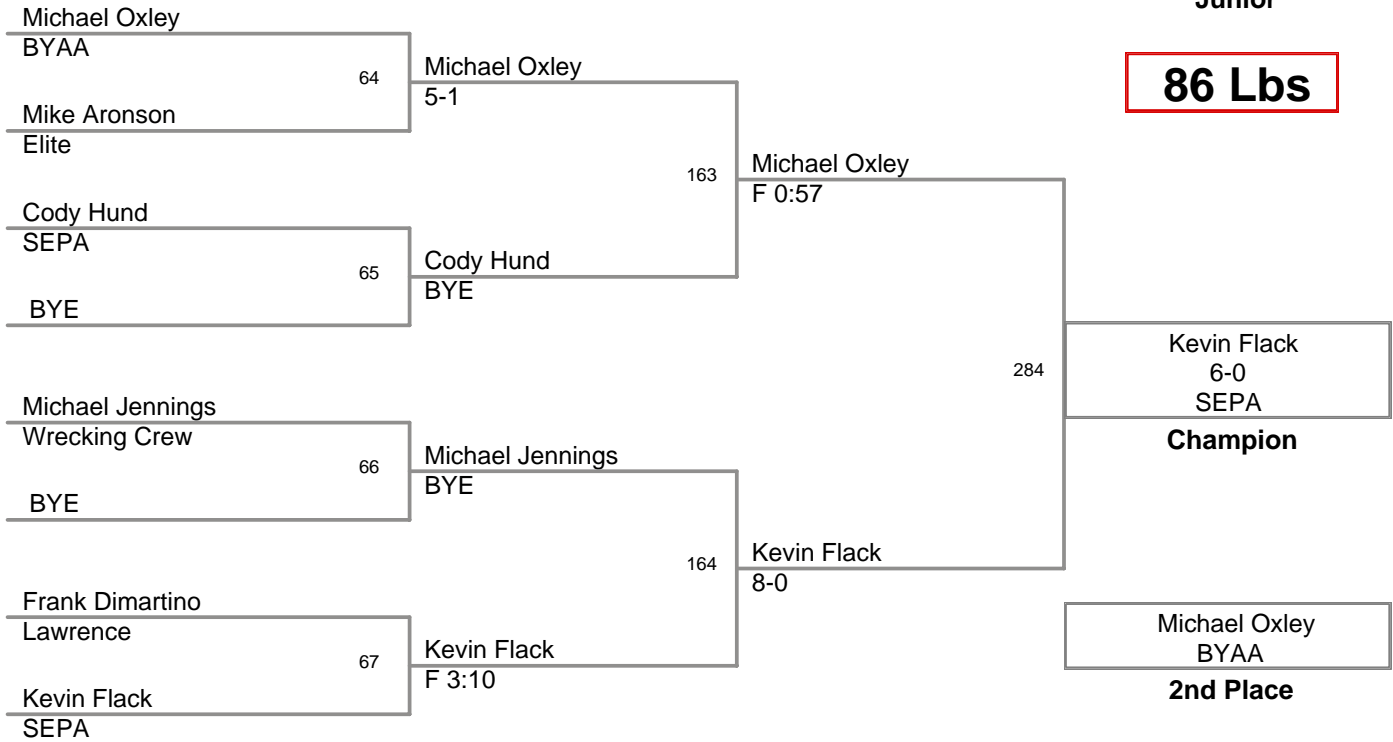 Junior
86 Lbs
Michael Oxley
BYAA
64
Mike Aronson
Elite
Cody Hund
SEPA
65
BYE
Michael Jennings
Wrecking Crew
66
BYE
Frank Dimartino
Lawrence
67
Kevin Flack
SEPA
Michael Oxley
5-1
163
Cody Hund
BYE
Michael Jennings
BYE
164
Kevin Flack
F 3:10
Michael Oxley
F 0:57
284
Kevin Flack
8-0
Kevin Flack
6-0
SEPA
Champion
Michael Oxley
BYAA
2nd Place